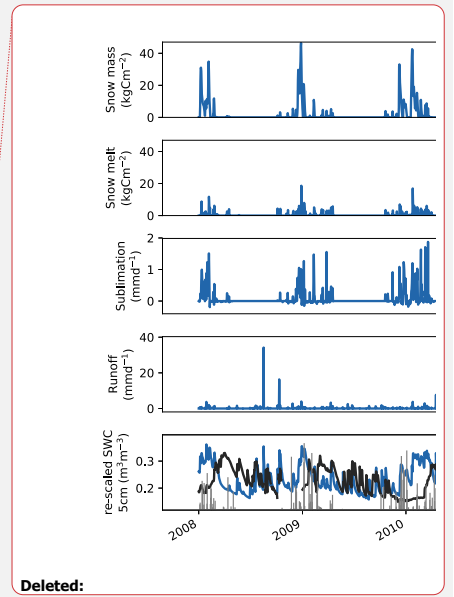 Snow mass
(kgCm⁻²)
40
20
0
Snow melt
(kgCm⁻²)
40
20
0
Sublimation
(mmd⁻¹)
2
1
0
Runoff
(mmd⁻¹)
40
20
0
re-scaled SWC
5cm (m³m⁻³)
0.3
0.2
2008
2009
2010
Deleted: